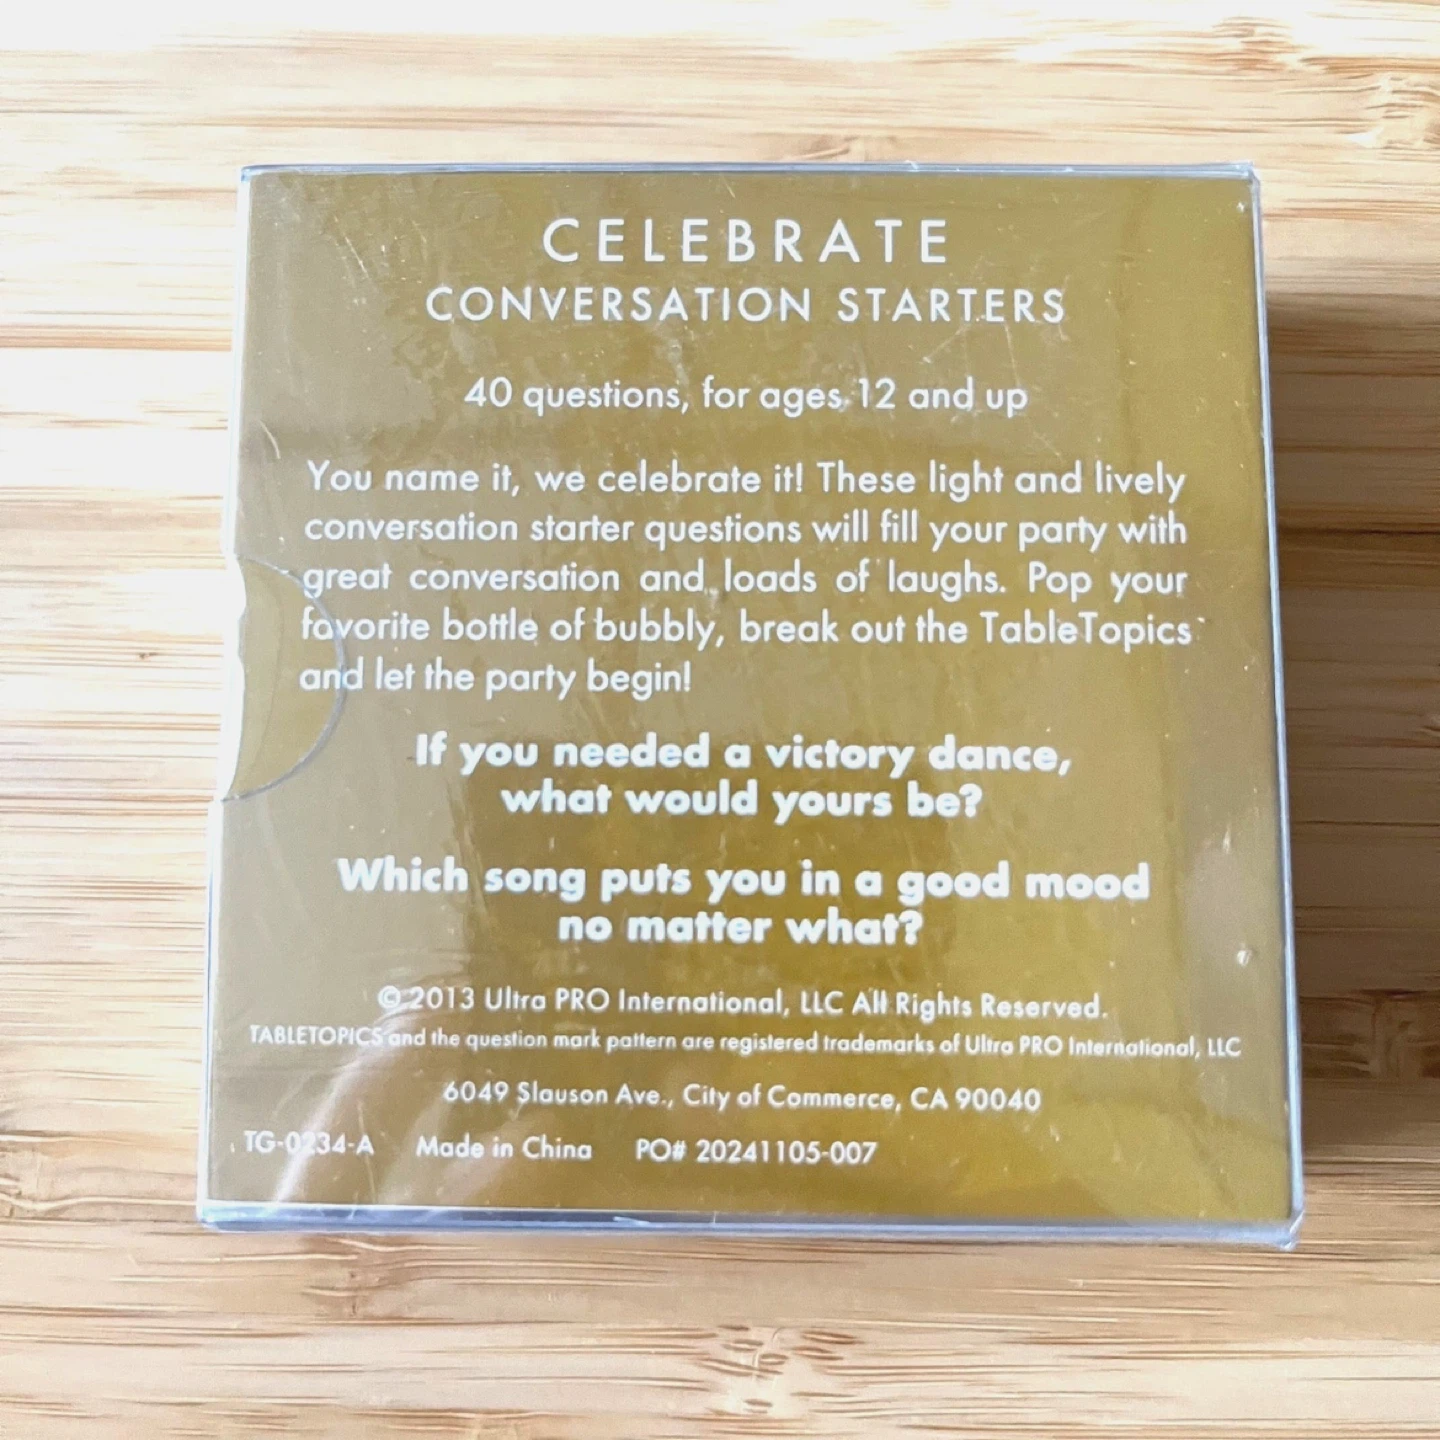 CELEBRATE
CONVERSATION STARTERS
40 questions, for ages 12 and up
You name it, we celebrate it! These light and lively
conversation starter questions will fill your party with
great conversation and loads of laughs. Pop your
favorite bottle of bubbly, break out the TableTopics
and let the party begin!
If you needed a victory dance,
what would yours be?
Which song puts you in a good mood
no matter what?
© 2013 Ultra PRO International, LLC All Rights Reserved.
TABLETOPICS and the question mark pattern are registered trademarks of Ultra PRO International, LLC
6049 Slauson Ave., City of Commerce, CA 90040
TG-0234-A Made in China PO# 20241105-007